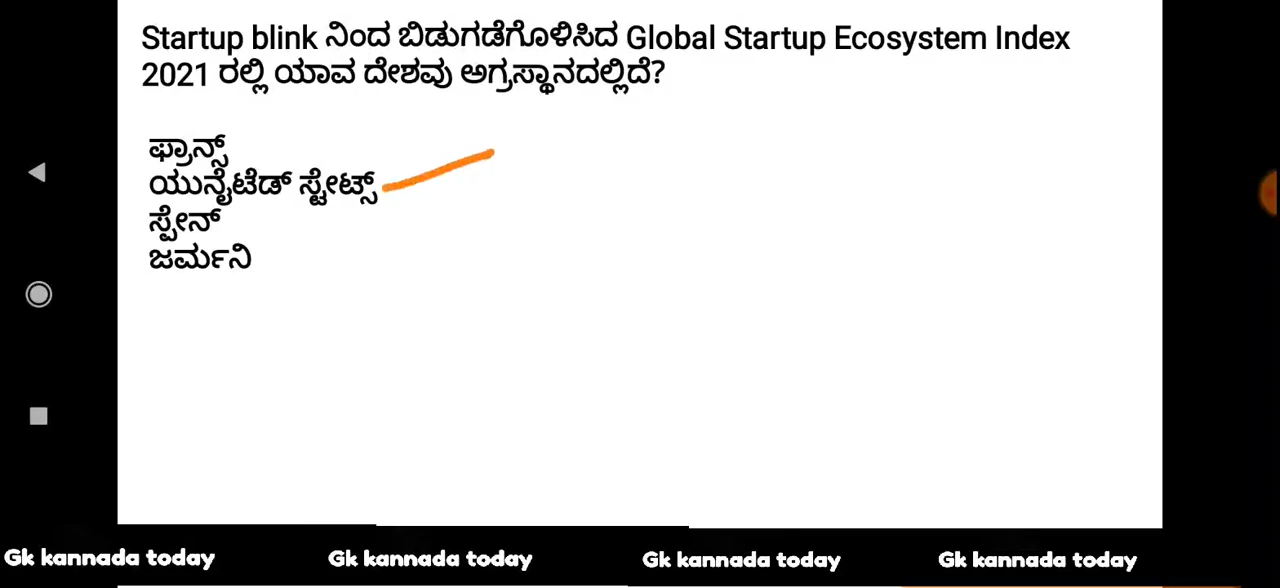 Startup blink ನಿಂದ ಬಿಡುಗಡೆಗೊಳಿಸಿದ Global Startup Ecosystem Index
2021 ರಲ್ಲಿ ಯಾವ ದೇಶವು ಅಗ್ರಸ್ಥಾನದಲ್ಲಿದೆ?
ಫ್ರಾನ್ಸ್
ಯುನೈಟೆಡ್ ಸ್ಟೇಟ್ಸ್
ಸ್ಪೇನ್
ಜರ್ಮನಿ
Gk kannada today Gk kannada today Gk kannada today Gk kannada today